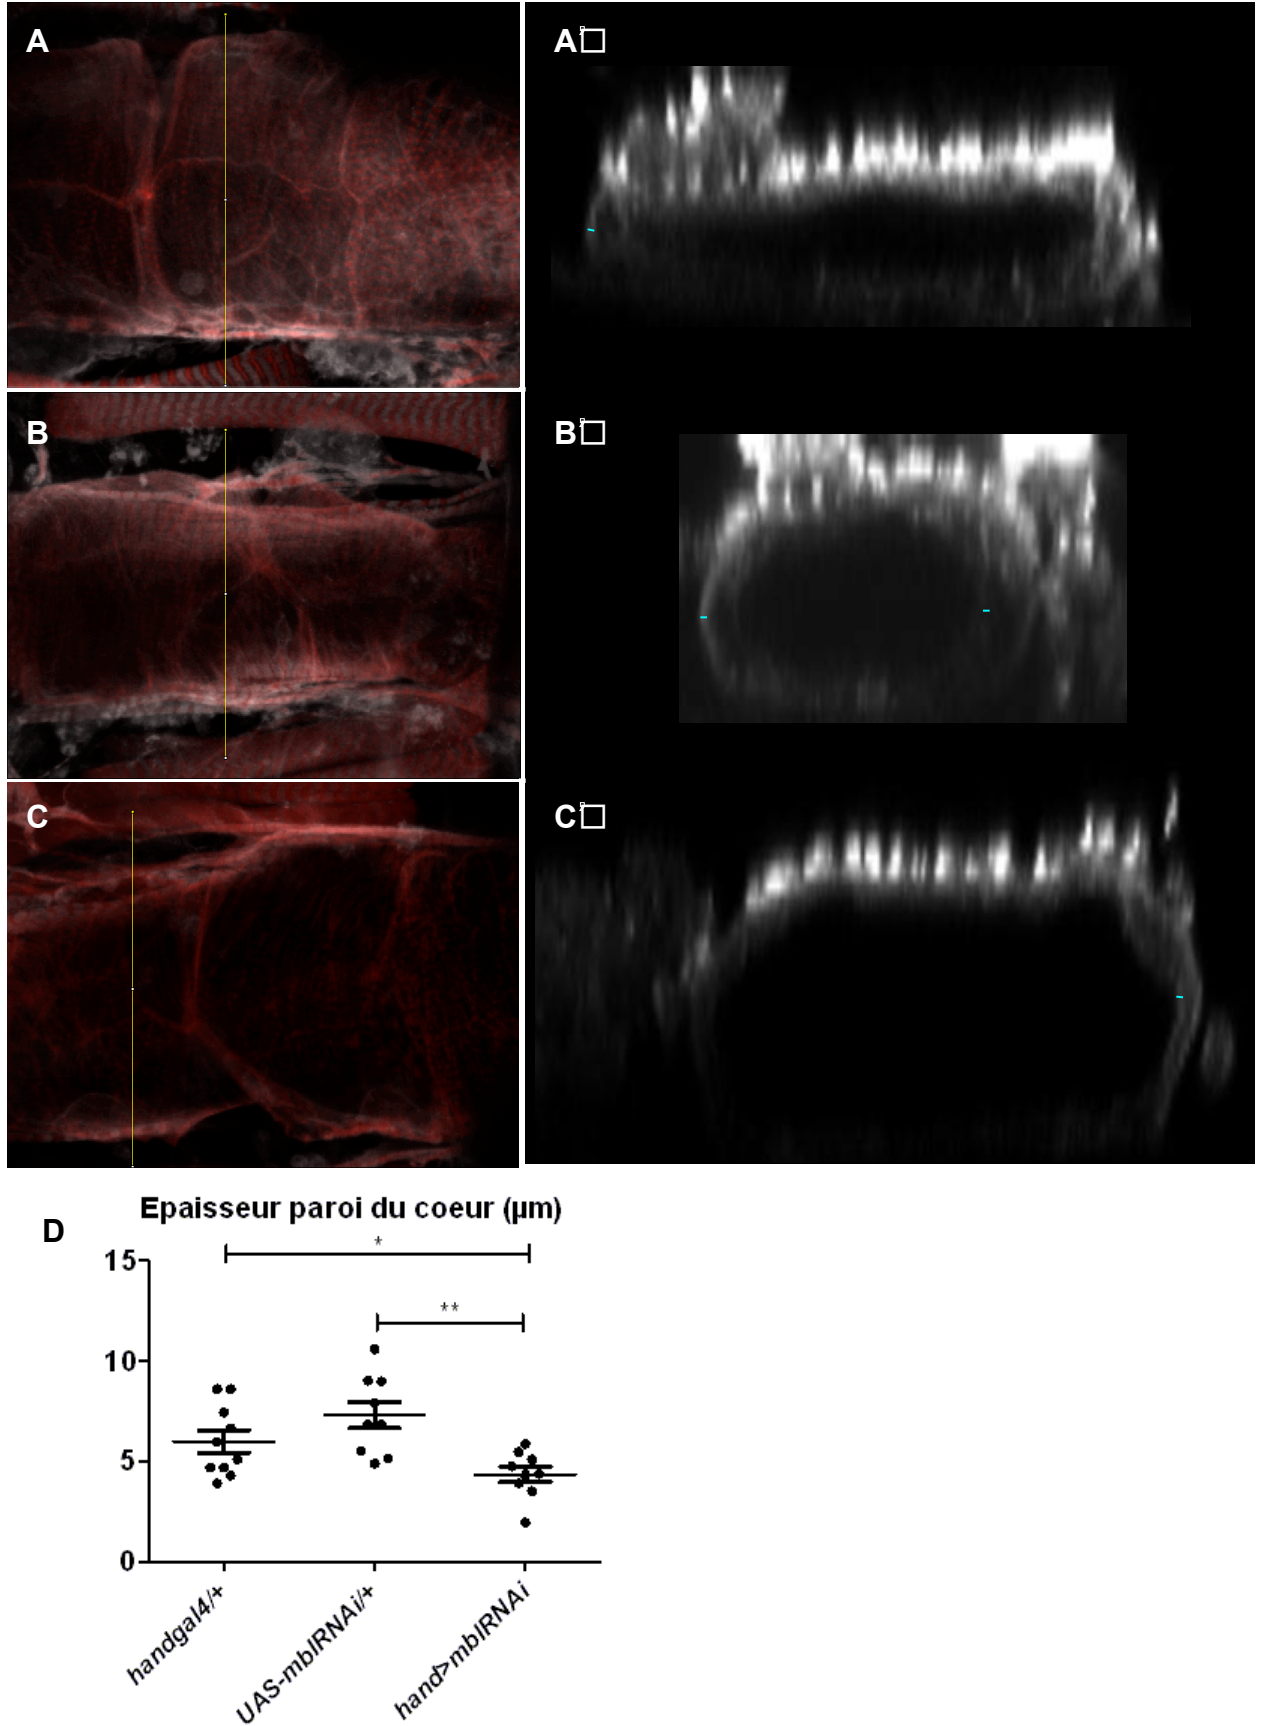 A
A□
B
B□
C
C□
D
Epaisseur paroi du coeur (µm)
*
15
**
10
5
0
handgal4/+
UAS-mblRNAi/+
hand>mblRNAi